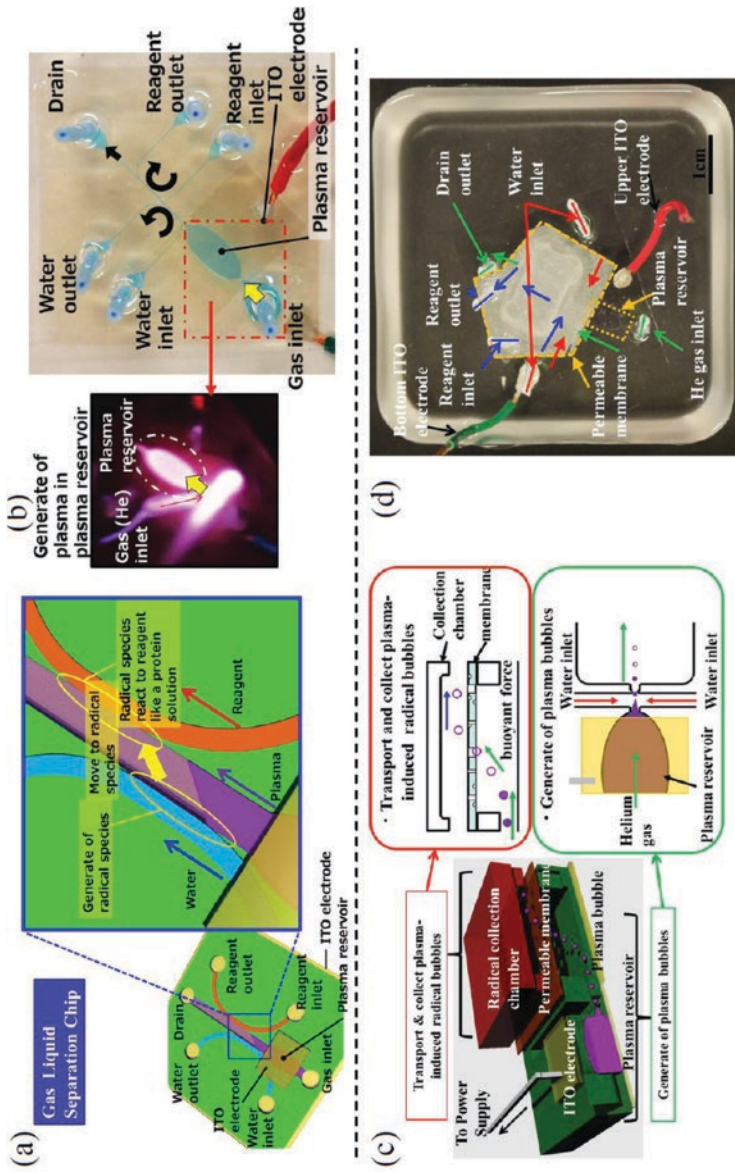 (a)
Gas Liquid
Separation Chip
Drain
Water
outlet
Reagent
outlet
ITO
electrode
Water
inlet
Gas inlet
Reagent
inlet
ITO electrode
Plasma reservoir
Generate of
radical species
Move to radical
species
Radical species
react to reagent
like a protein
solution
Water
Plasma
Reagent
(b)
Generate of
plasma in
plasma reservoir
Gas (He)
inlet
Plasma
reservoir
Water
outlet
Drain
Water
inlet
Reagent
outlet
Reagent
inlet
ITO
electrode
Plasma reservoir
Gas inlet
(c)
Transport & collect plasma-
induced radical bubbles
To Power
Supply
Radical collection
chamber
Permeable membrane
ITO electrode
Plasma bubble
Plasma reservoir
Generate of plasma bubbles
· Transport and collect plasma-
induced radical bubbles
Collection
chamber
membrane
buoyant force
• Generate of plasma bubbles
Water inlet
Helium
gas
Water inlet
Plasma reservoir
(d)
Bottom ITO
electrode
Reagent
inlet
Reagent
outlet
Drain
outlet
Water
inlet
Permeable
membrane
He gas inlet
Plasma
reservoir
Upper ITO
electrode
1cm